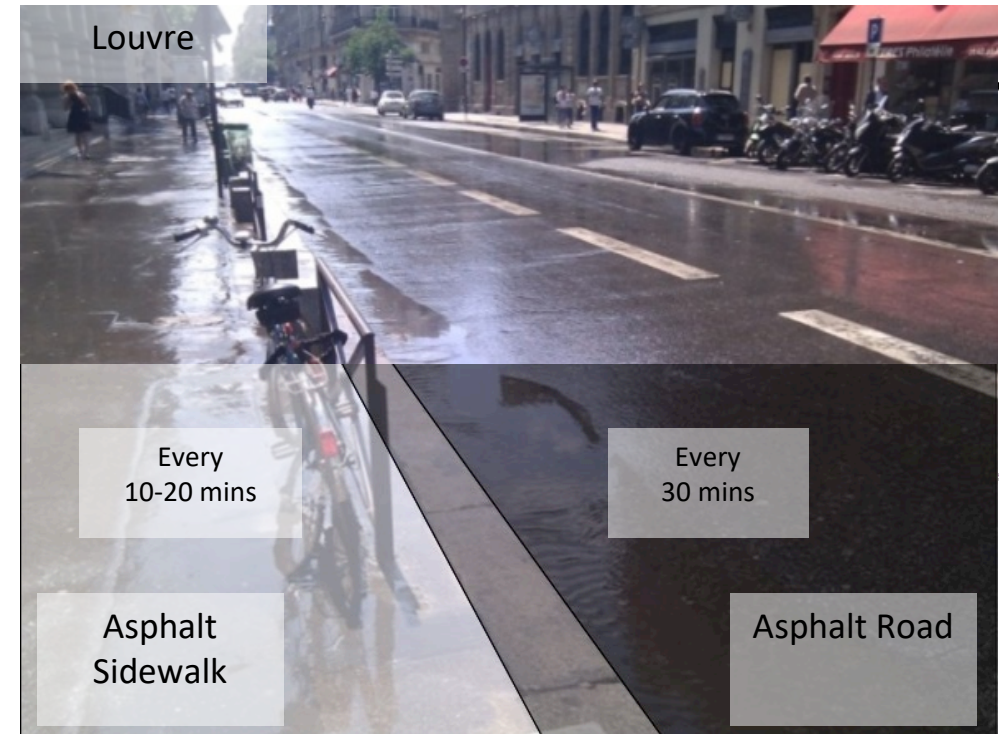 Louvre
P
Every
10-20 mins
Every
30 mins
Asphalt
Sidewalk
Asphalt Road